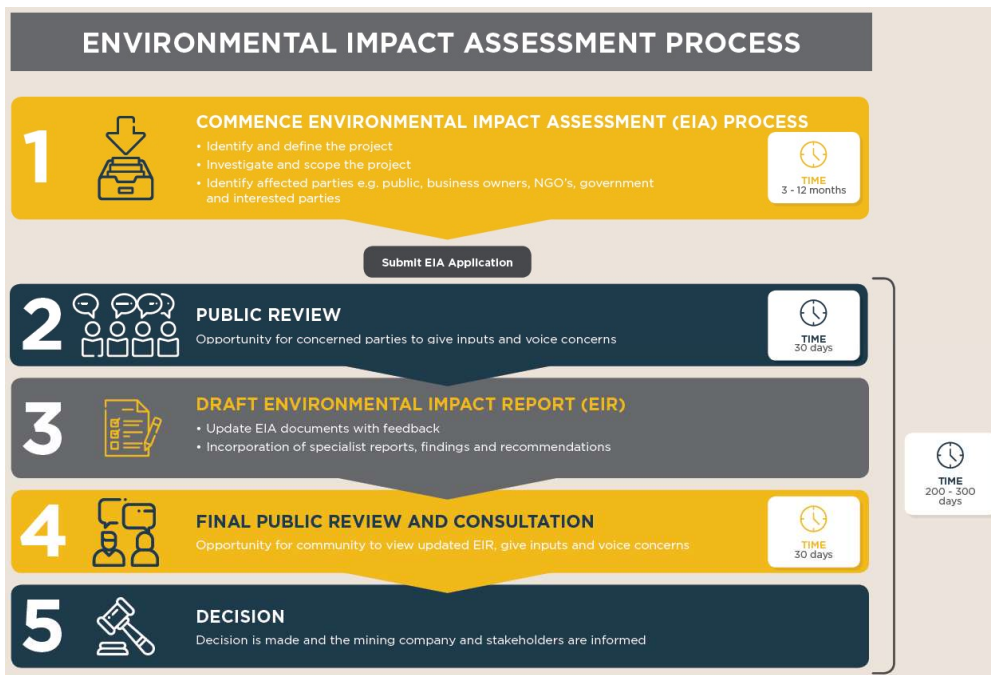 ENVIRONMENTAL IMPACT ASSESSMENT PROCESS
1
COMMENCE ENVIRONMENTAL IMPACT ASSESSMENT (EIA) PROCESS
• Identify and define the project
• Investigate and scope the project
• Identify affected parties e.g. public, business owners, NGO's, government
and interested parties
TIME
3 - 12 months
Submit EIA Application
2
PUBLIC REVIEW
Opportunity for concerned parties to give inputs and voice concerns
TIME
30 days
3
DRAFT ENVIRONMENTAL IMPACT REPORT (EIR)
• Update EIA documents with feedback
• Incorporation of specialist reports, findings and recommendations
4
FINAL PUBLIC REVIEW AND CONSULTATION
Opportunity for community to view updated EIR, give inputs and voice concerns
TIME
30 days
5
DECISION
Decision is made and the mining company and stakeholders are informed
TIME
200 - 300
days